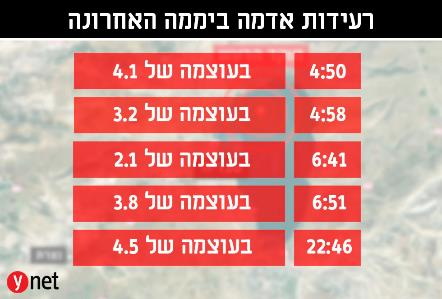 רעידות אדמה ביממה האחרונה
4:50 בעוצמה של 4.1
4:58 בעוצמה של 3.2
6:41 בעוצמה של 2.1
6:51 בעוצמה של 3.8
22:46 בעוצמה של 4.5
ynet